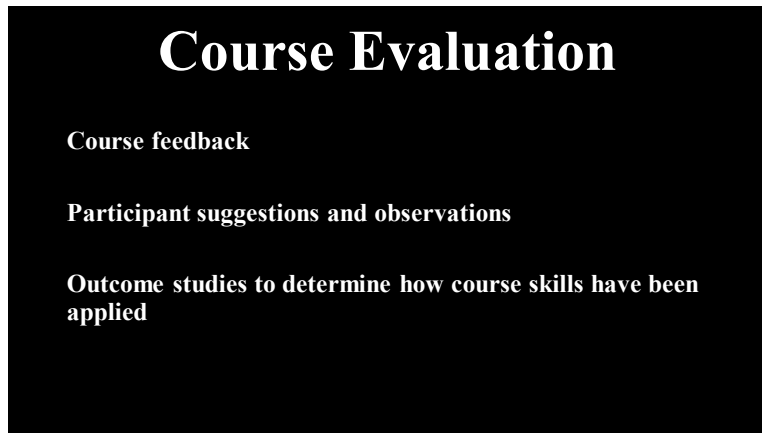 Course Evaluation
Course feedback
Participant suggestions and observations
Outcome studies to determine how course skills have been
applied